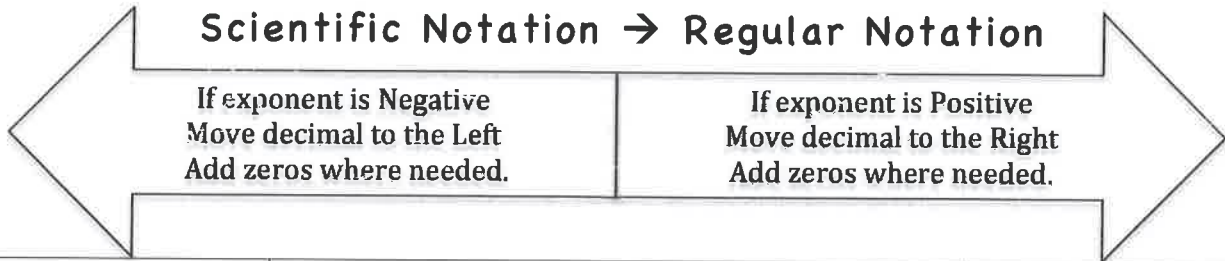 Scientific Notation → Regular Notation
If exponent is Negative
Move decimal to the Left
Add zeros where needed.
If exponent is Positive
Move decimal to the Right
Add zeros where needed.